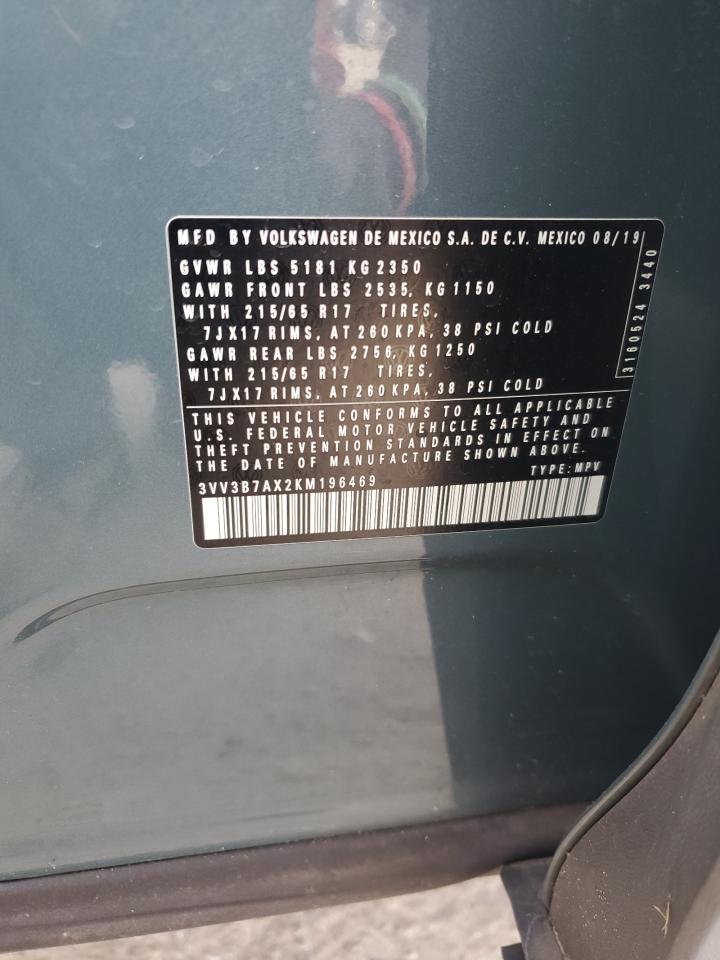 MFD. BY VOLKSWAGEN DE MEXICO S.A. DE C.V. MEXICO 08/19
GVWR LBS 5181 KG 2350
GAWR FRONT LBS 2535, KG 1150
WITH 215/65 R17 TIRES,
7JX17 RIMS, AT 260 KPA, 38 PSI COLD
GAWR REAR LBS 2756, KG 1250
WITH 215/65 R17 TIRES,
7JX17 RIMS, AT 260 KPA, 38 PSI COLD
3160524 3440
THIS VEHICLE CONFORMS TO ALL APPLICABLE
U.S. FEDERAL MOTOR VEHICLE SAFETY AND
THEFT PREVENTION STANDARDS IN EFFECT ON
THE DATE OF MANUFACTURE SHOWN ABOVE.
TYPE: MPV
3VV3B7AX2KM196469